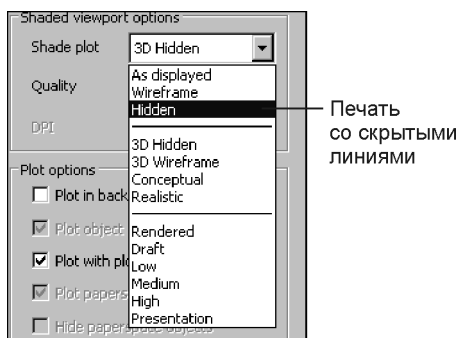 Shaded viewport options
Shade plot
3D Hidden
Quality
As displayed
Wireframe
Hidden
DPI
3D Hidden
3D Wireframe
Conceptual
Realistic
Rendered
Draft
Low
Medium
High
Presentation
Plot options
Plot in back
Plot object
Plot with plo
Plot papers
Hide paperspace objects
Печать
со скрытыми
линиями